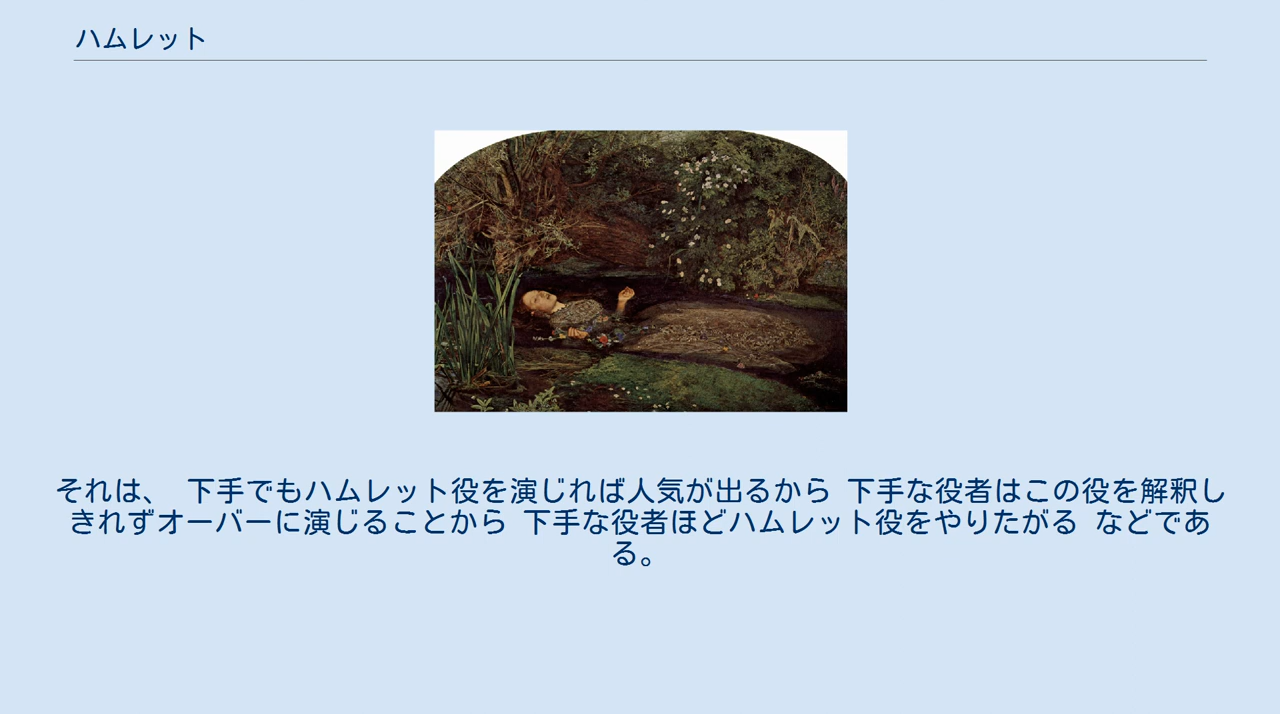 ハムレット
それは、 下手でもハムレット役を演じれば人気が出るから 下手な役者はこの役を解釈し
きれずオーバーに演じることから 下手な役者ほどハムレット役をやりたがる などであ
る。